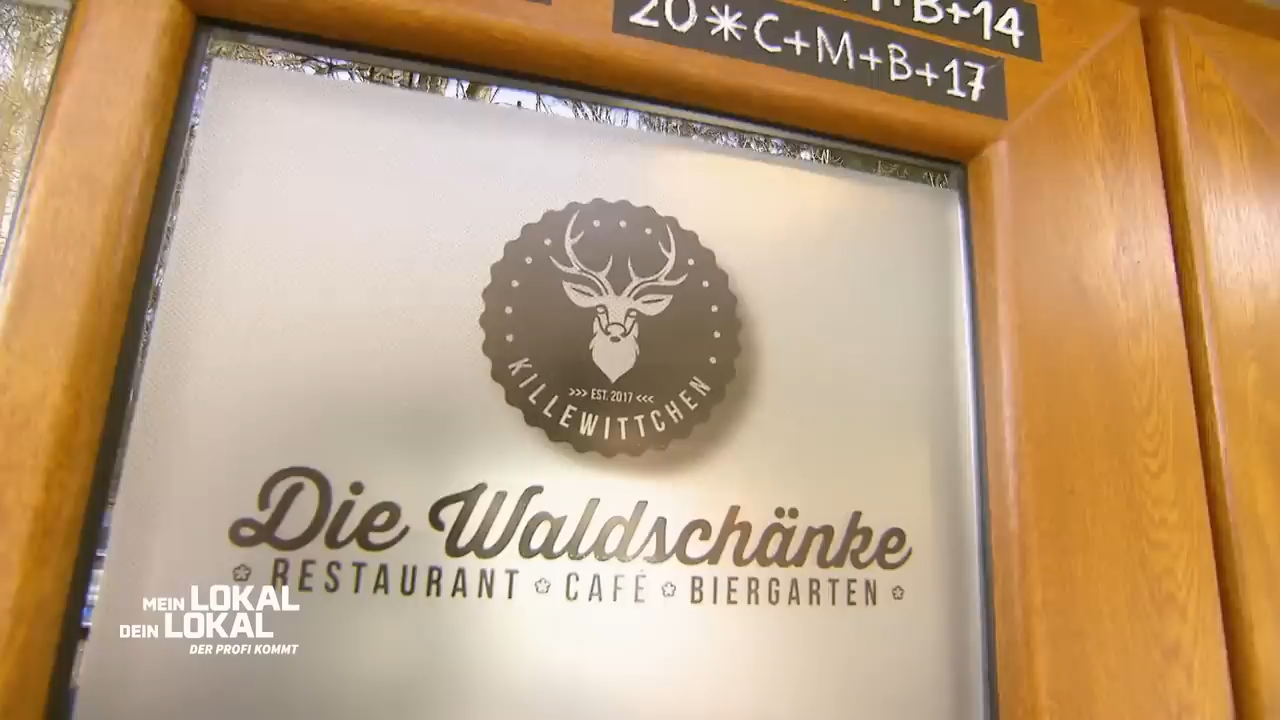 B+14
20*C+M+B+17
>>> EST. 2017 <<<
KILLEWITTCHEN
Die Waldschänke
RESTAURANT CAFÉ BIERGARTEN
MEIN LOKAL
DEIN LOKAL
DER PROFI KOMMT